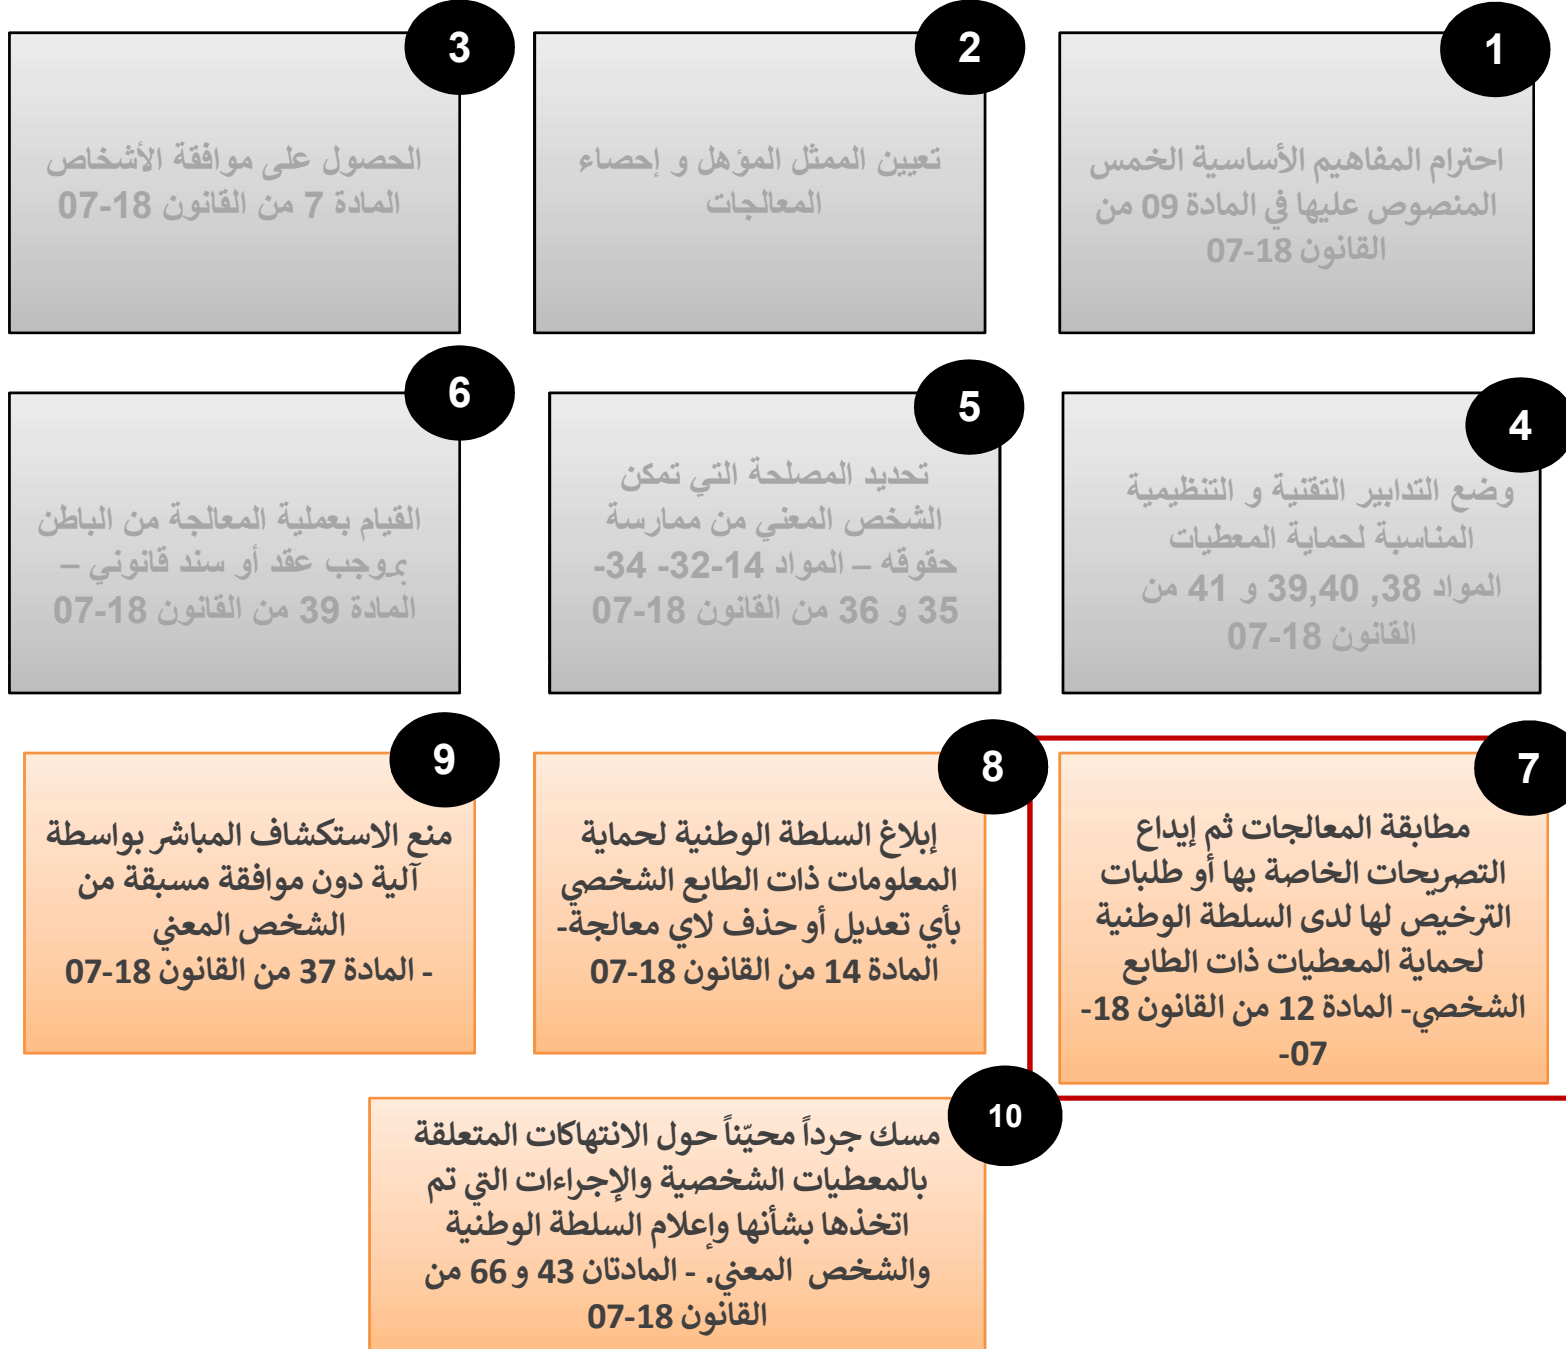 1
احترام المفاهيم الأساسية الخمس
المنصوص عليها في المادة 09 من
القانون 18-07
2
تعيين الممثل المؤهل و إحصاء
المعالجات
3
الحصول على موافقة الأشخاص
المادة 7 من القانون 18-07
4
وضع التدابير التقنية و التنظيمية
المناسبة لحماية المعطيات
المواد 38, 39,40 و 41 من
القانون 18-07
5
تحديد المصلحة التي تمكن
الشخص المعني من ممارسة
حقوقه – المواد 14-32- 34-
35 و 36 من القانون 18-07
6
القيام بعملية المعالجة من الباطن
بموجب عقد أو سند قانوني –
المادة 39 من القانون 18-07
7
مطابقة المعالجات ثم إيداع
التصريحات الخاصة بها أو طلبات
الترخيص لها لدى السلطة الوطنية
لحماية المعطيات ذات الطابع
الشخصي- المادة 12 من القانون 18-
07-
8
إبلاغ السلطة الوطنية لحماية
المعلومات ذات الطابع الشخصي
بأي تعديل أو حذف لاي معالجة-
المادة 14 من القانون 18-07
9
منع الاستكشاف المباشر بواسطة
آلية دون موافقة مسبقة من
الشخص المعني
- المادة 37 من القانون 18-07
10
مسك جرداً محيّناً حول الانتهاكات المتعلقة
بالمعطيات الشخصية والإجراءات التي تم
اتخذها بشأنها وإعلام السلطة الوطنية
والشخص المعني. - المادتان 43 و 66 من
القانون 18-07